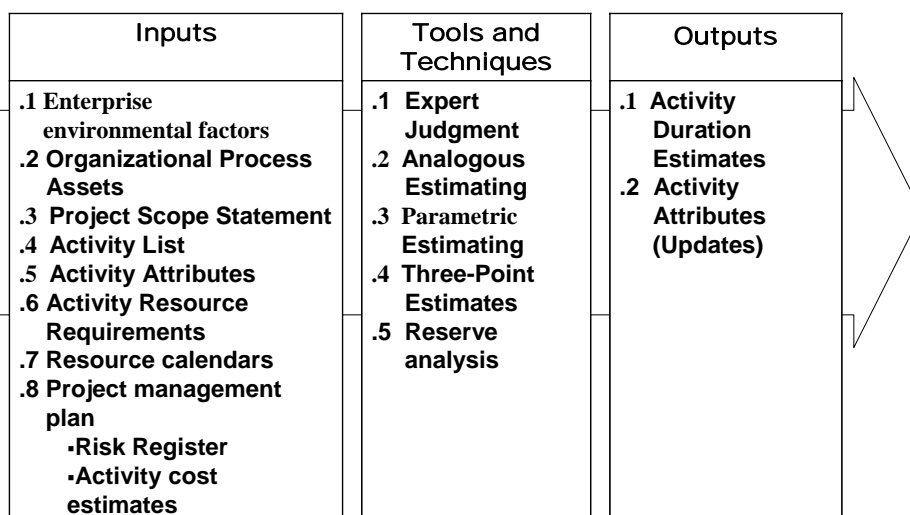 Inputs
.1 Enterprise
environmental factors
.2 Organizational Process
Assets
.3 Project Scope Statement
.4 Activity List
.5 Activity Attributes
.6 Activity Resource
Requirements
.7 Resource calendars
.8 Project management
plan
▪Risk Register
▪Activity cost
estimates
Tools and
Techniques
.1 Expert
Judgment
.2 Analogous
Estimating
.3 Parametric
Estimating
.4 Three-Point
Estimates
.5 Reserve
analysis
Outputs
.1 Activity
Duration
Estimates
.2 Activity
Attributes
(Updates)